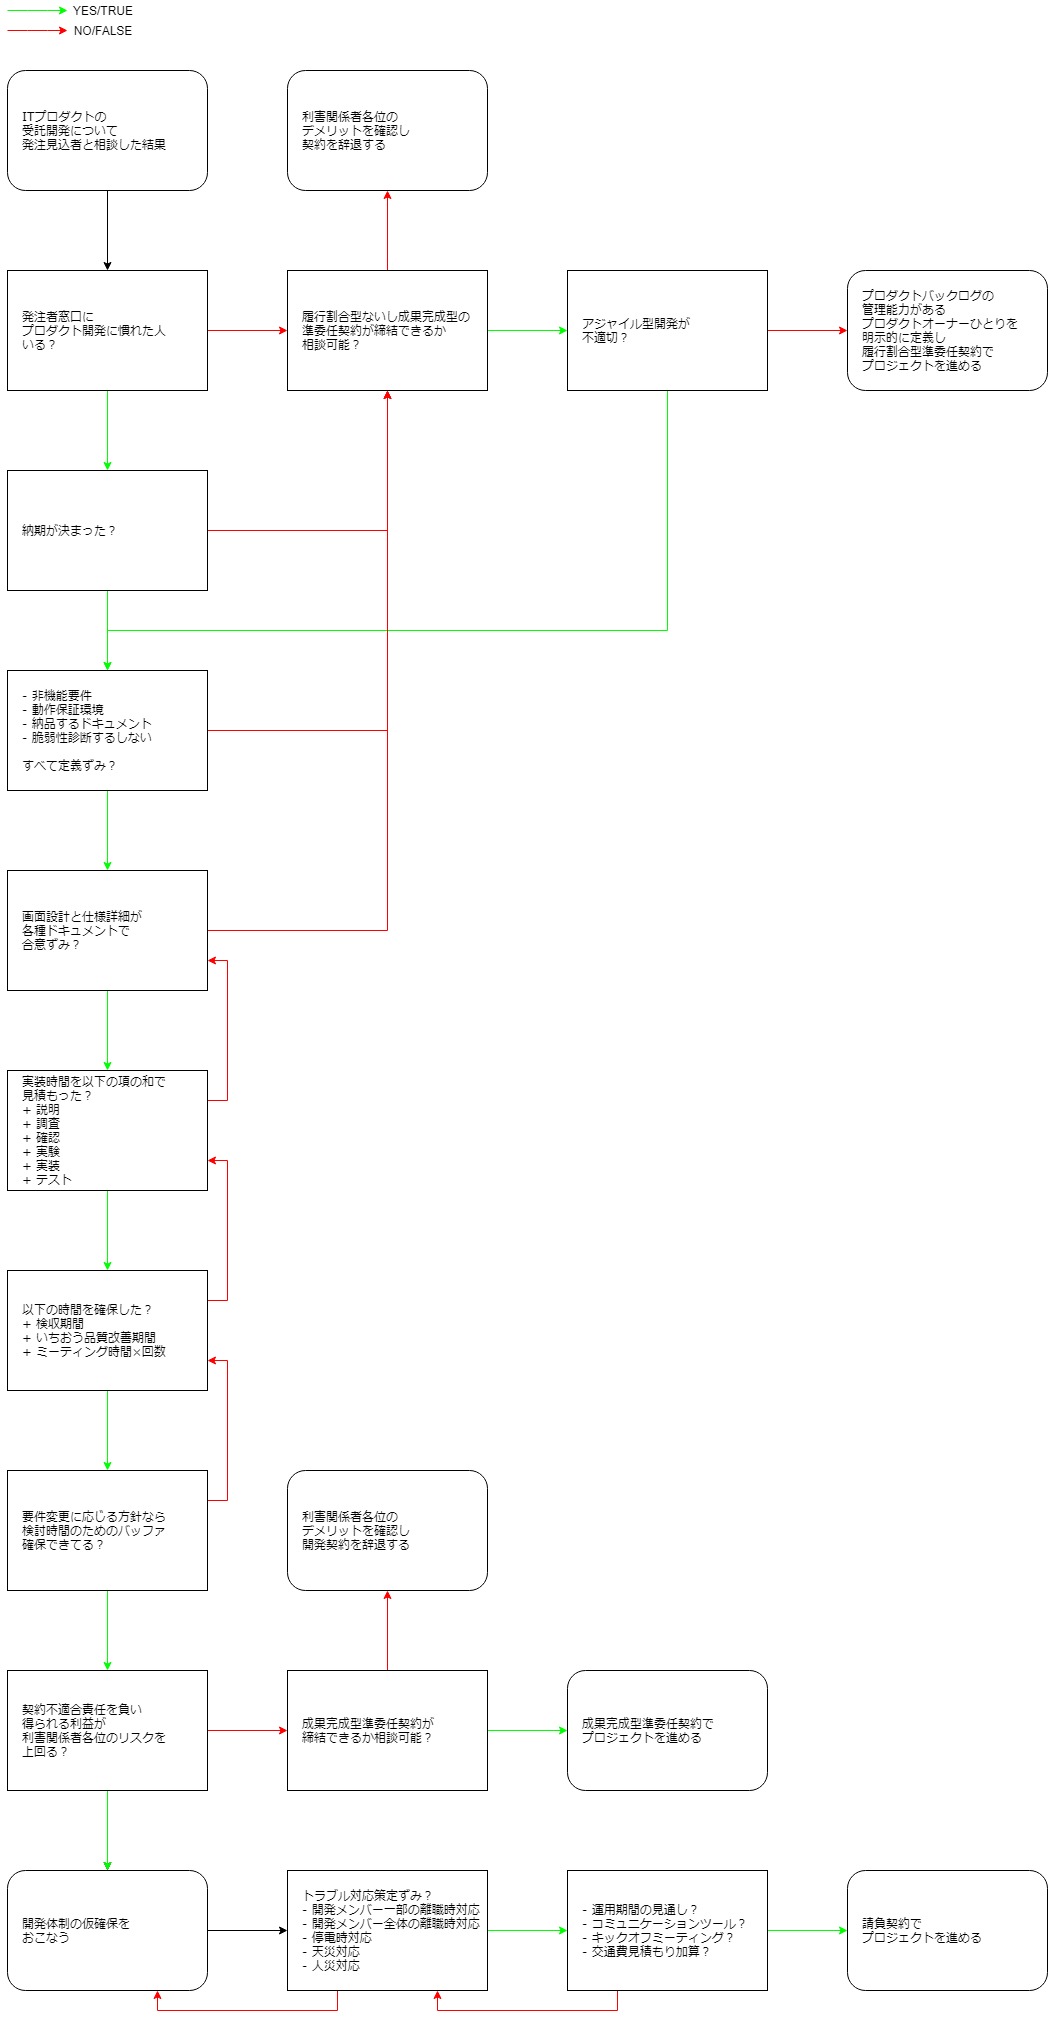 YES/TRUE
NO/FALSE
ITプロダクトの
受託開発について
発注見込者と相談した結果
利害関係者各位の
デメリットを確認し
契約を辞退する
発注者窓口に
プロダクト開発に慣れた人
いる？
履行割合型ないし成果完成型の
準委任契約が締結できるか
相談可能？
アジャイル型開発が
不適切？
プロダクトバックログの
管理能力がある
プロダクトオーナーひとりを
明示的に定義し
履行割合型準委任契約で
プロジェクトを進める
納期が決まった？
- 非機能要件
- 動作保証環境
- 納品するドキュメント
- 脆弱性診断するしない
すべて定義ずみ？
画面設計と仕様詳細が
各種ドキュメントで
合意ずみ？
実装時間を以下の項の和で
見積もった？
+ 説明
+ 調査
+ 確認
+ 実験
+ 実装
+ テスト
以下の時間を確保した？
+ 検収期間
+ いちおう品質改善期間
+ ミーティング時間×回数
要件変更に応じる方針なら
検討時間のためのバッファ
確保できてる？
利害関係者各位の
デメリットを確認し
開発契約を辞退する
契約不適合責任を負い
得られる利益が
利害関係者各位のリスクを
上回る？
成果完成型準委任契約が
締結できるか相談可能？
成果完成型準委任契約で
プロジェクトを進める
開発体制の仮確保を
おこなう
トラブル対応策定ずみ？
- 開発メンバー一部の離職時対応
- 開発メンバー全体の離職時対応
- 停電時対応
- 天災対応
- 人災対応
- 運用期間の見通し？
- コミュニケーションツール？
- キックオフミーティング？
- 交通費見積もり加算？
請負契約で
プロジェクトを進める